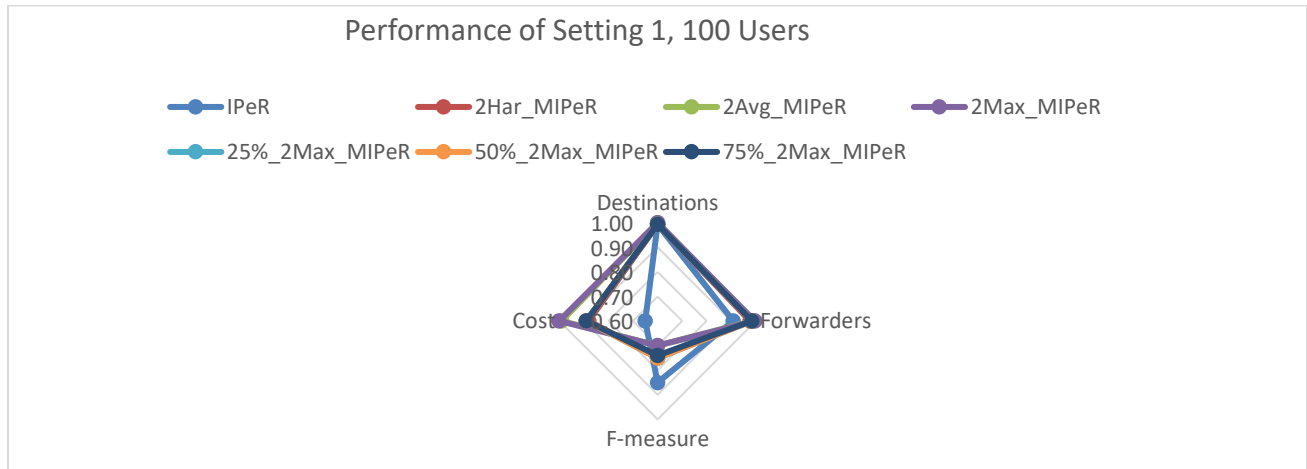 Performance of Setting 1, 100 Users
IPeR 2Har_MIPeR 2Avg_MIPeR 2Max_MIPeR
25%_2Max_MIPeR 50%_2Max_MIPeR 75%_2Max_MIPeR
Destinations
1.00
0.90
0.80
0.70
Cost 0.60 Forwarders
F-measure